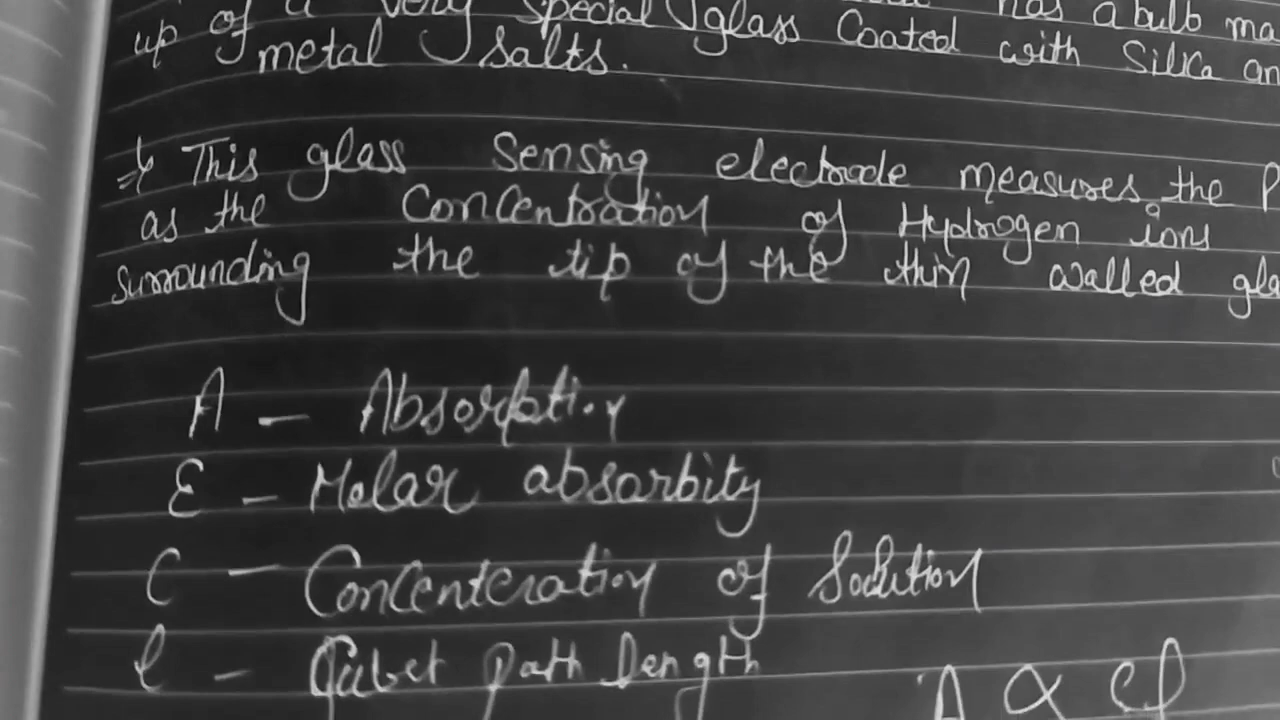 up of a very special glass Coated with Silica an
metal salts.
⇒ This glass Sensing electrode measures the P
as the Concentration of Hydrogen ions
surrounding the tip of the thin walled gla
A - Absorption
ε - Molar absorbity
C - Concenteration of Solution
l - Cubet path length
A ∝ cl